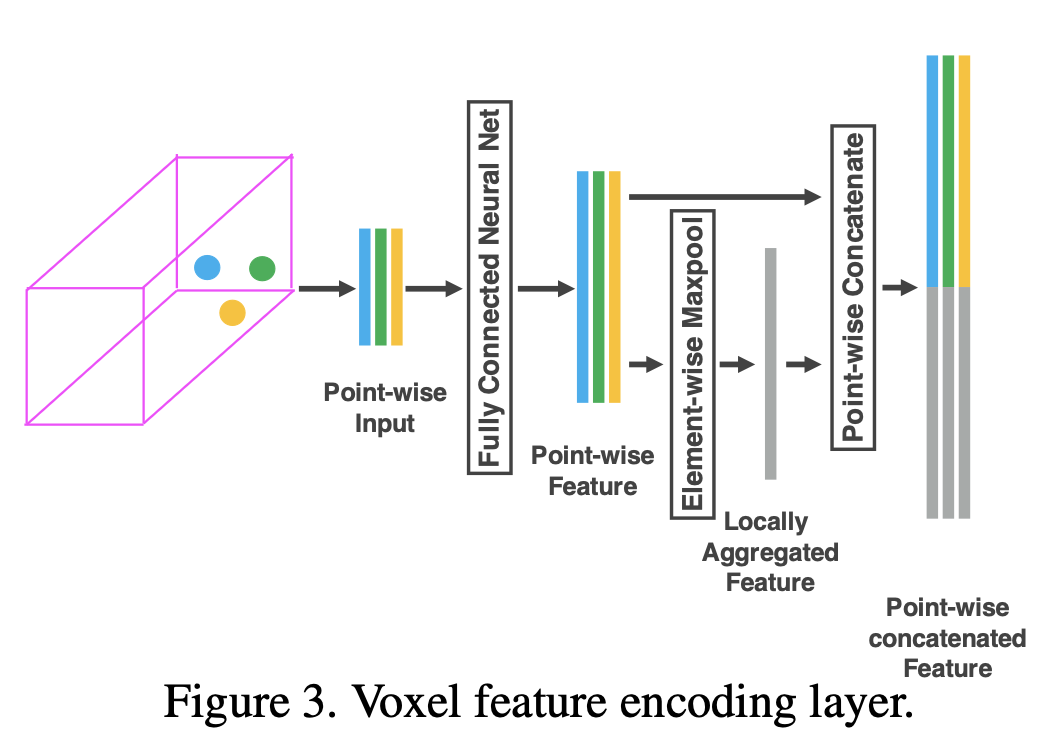 Point-wise
Input
Fully Connected Neural Net
Point-wise
Feature
Element-wise Maxpool
Locally
Aggregated
Feature
Point-wise Concatenate
Point-wise
concatenated
Feature
Figure 3. Voxel feature encoding layer.